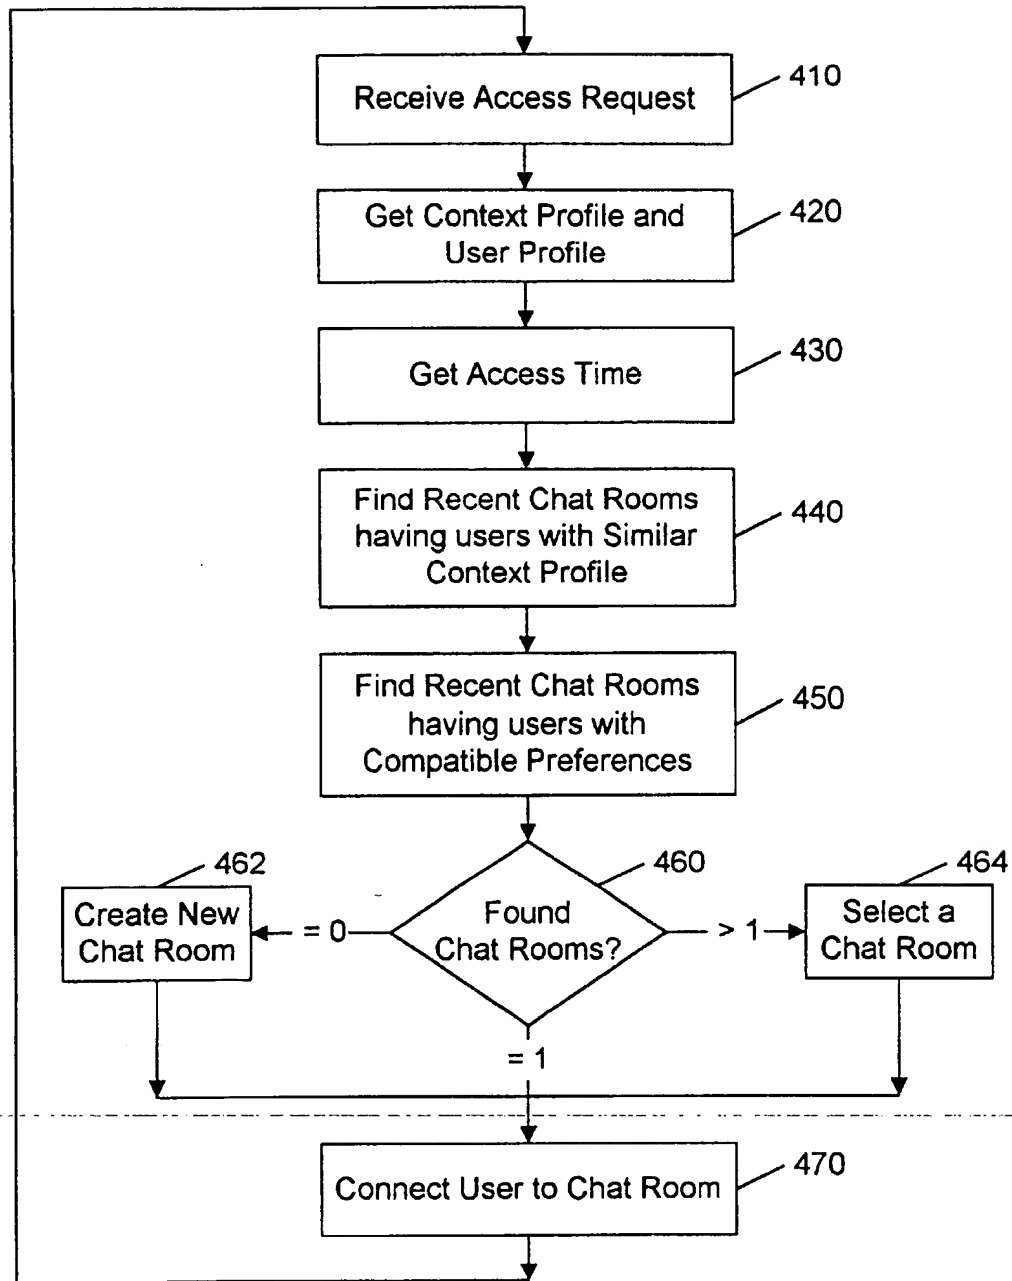 Receive Access Request
410
Get Context Profile and
User Profile
420
Get Access Time
430
Find Recent Chat Rooms
having users with Similar
Context Profile
440
Find Recent Chat Rooms
having users with
Compatible Preferences
450
462
Create New
Chat Room
= 0
460
Found
Chat Rooms?
> 1
464
Select a
Chat Room
= 1
Connect User to Chat Room
470